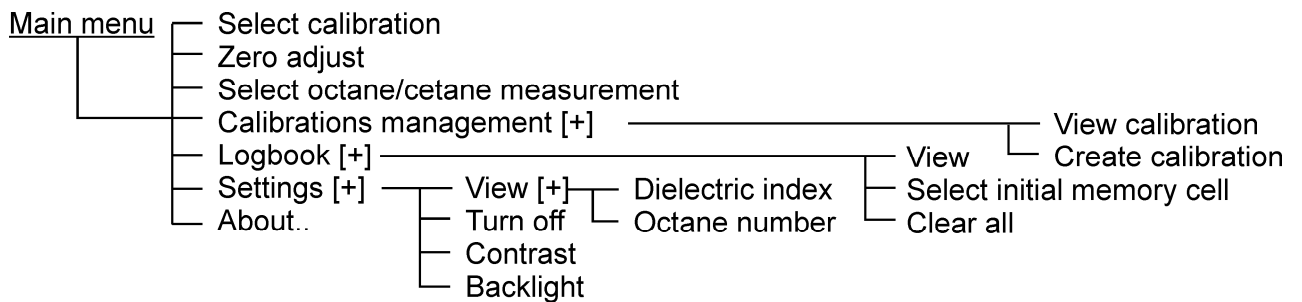 Main menu
Select calibration
Zero adjust
Select octane/cetane measurement
Calibrations management [+]
View calibration
Create calibration
Logbook [+]
View
Select initial memory cell
Clear all
Settings [+]
View [+]
Dielectric index
Octane number
Turn off
Contrast
Backlight
About..